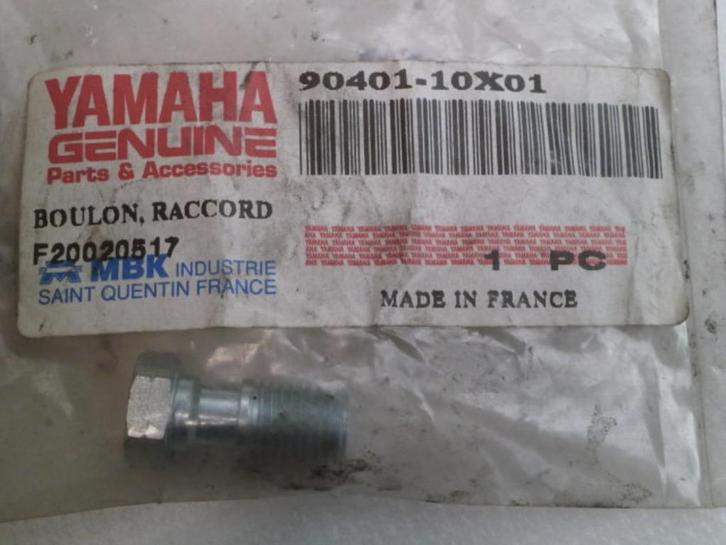 YAMAHA
GENUINE
Parts & Accessories
90401-10X01
BOULON, RACCORD
F20020517
MBK INDUSTRIE
SAINT QUENTIN FRANCE
1 PC
MADE IN FRANCE